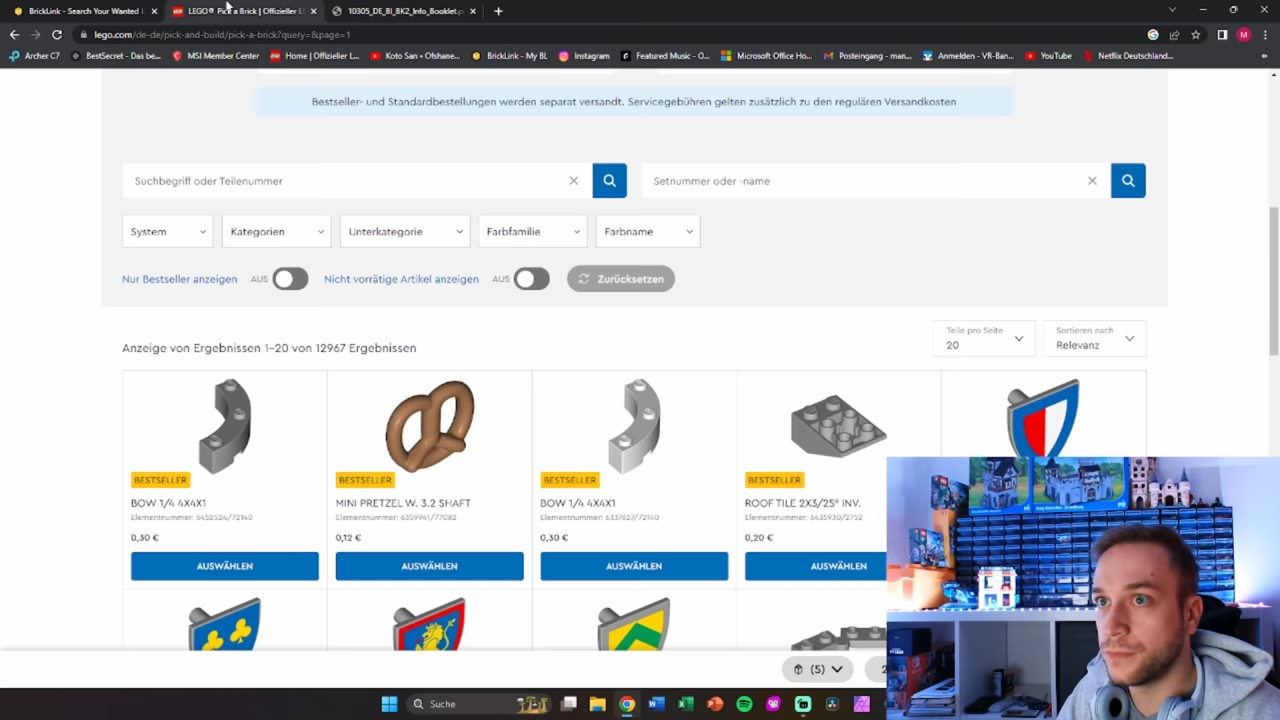 BrickLink - Search Your Wanted L
LEGO® Pick a Brick | Offizieller L
10305_DE_BI_BK2_Info_Booklet.p
lego.com/de-de/pick-and-build/pick-a-brick?query=&page=1
Archer C7 BestSecret - Das be... MSI Member Center Home | Offizieller L... Koto San • Ofshane... BrickLink - My BL Instagram Featured Music - O... Microsoft Office Ho... Posteingang – man... Anmelden - VR-Ban... YouTube Netflix Deutschland...
Bestseller- und Standardbestellungen werden separat versandt. Servicegebühren gelten zusätzlich zu den regulären Versandkosten
Suchbegriff oder Teilenummer Setnummer oder -name
System Kategorien Unterkategorie Farbfamilie Farbname
Nur Bestseller anzeigen AUS Nicht vorrätige Artikel anzeigen AUS Zurücksetzen
Teile pro Seite Sortieren nach
20 Relevanz
Anzeige von Ergebnissen 1-20 von 12967 Ergebnissen
BESTSELLER BESTSELLER BESTSELLER BESTSELLER
BOW 1/4 4X4X1 MINI PRETZEL W. 3.2 SHAFT BOW 1/4 4X4X1 ROOF TILE 2X3/25° INV.
Elementnummer: 6452524/72140 Elementnummer: 6359941/77082 Elementnummer: 6337627/72140 Elementnummer: 6435930/2752
0,30 € 0,12 € 0,30 € 0,20 €
AUSWÄHLEN AUSWÄHLEN AUSWÄHLEN AUSWÄHLEN
(5)
Suche